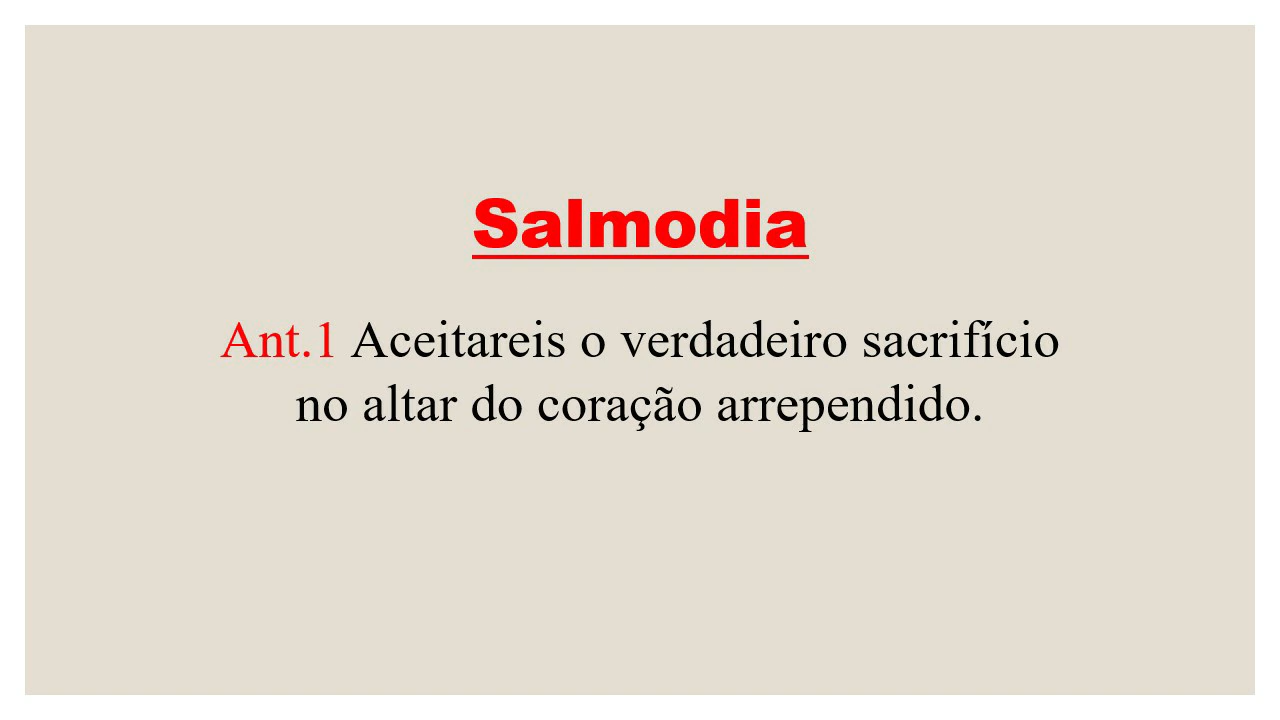 Salmodia
Ant.1 Aceitareis o verdadeiro sacrifício
no altar do coração arrependido.